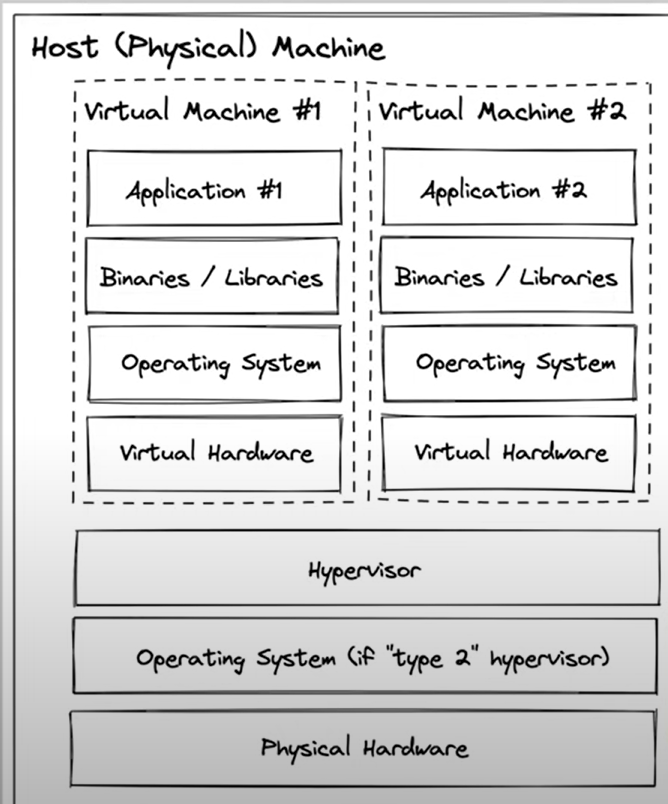 Host (Physical) Machine
Virtual Machine #1
Application #1
Binaries / Libraries
Operating System
Virtual Hardware
Virtual Machine #2
Application #2
Binaries / Libraries
Operating System
Virtual Hardware
Hypervisor
Operating System (if "type 2" hypervisor)
Physical Hardware